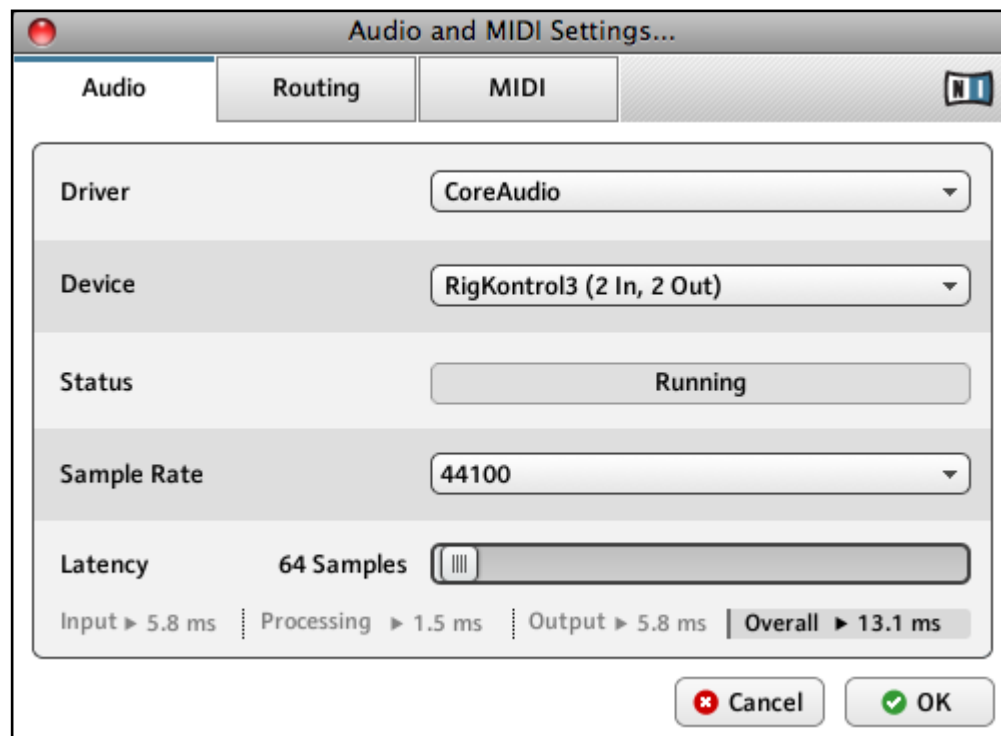 Audio and MIDI Settings...
Audio Routing MIDI NI
Driver CoreAudio
Device RigKontrol3 (2 In, 2 Out)
Status Running
Sample Rate 44100
Latency 64 Samples
Input ▸ 5.8 ms Processing ▸ 1.5 ms Output ▸ 5.8 ms Overall ▸ 13.1 ms
Cancel OK